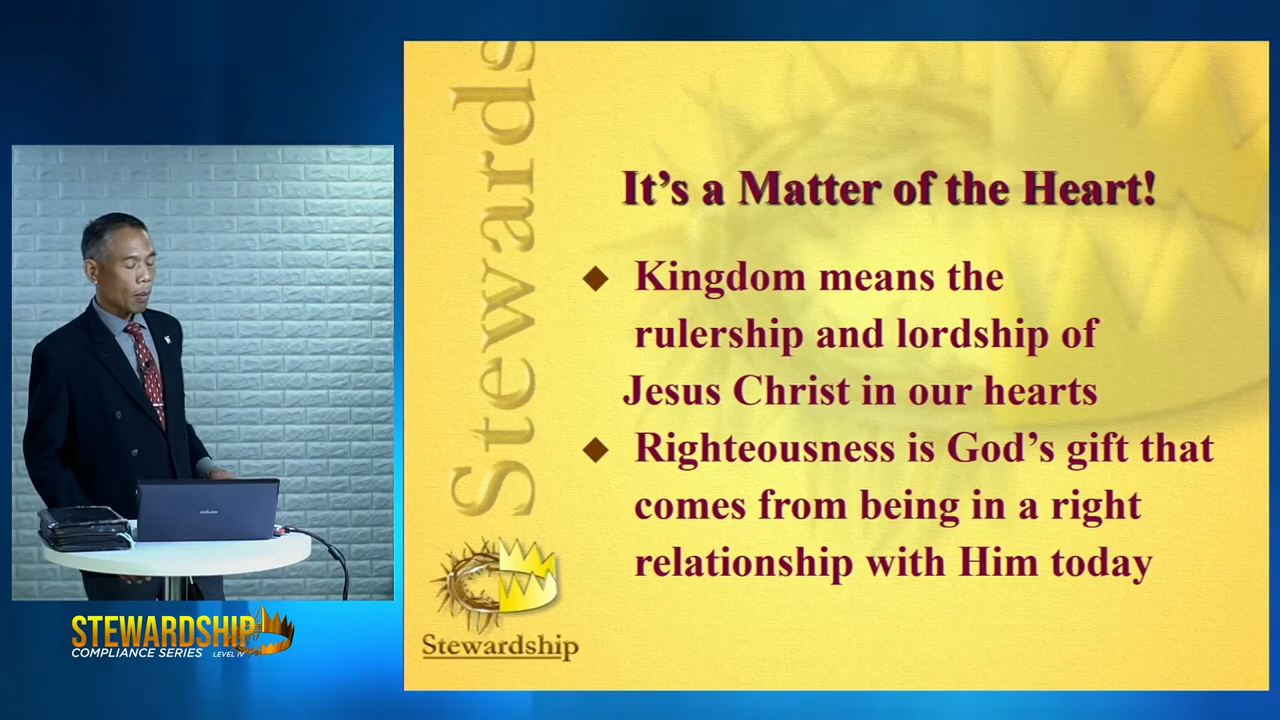 Stewards
It's a Matter of the Heart!
Kingdom means the
rulership and lordship of
Jesus Christ in our hearts
Righteousness is God's gift that
comes from being in a right
relationship with Him today
Stewardship
STEWARDSHIP
COMPLIANCE SERIES LEVEL IV